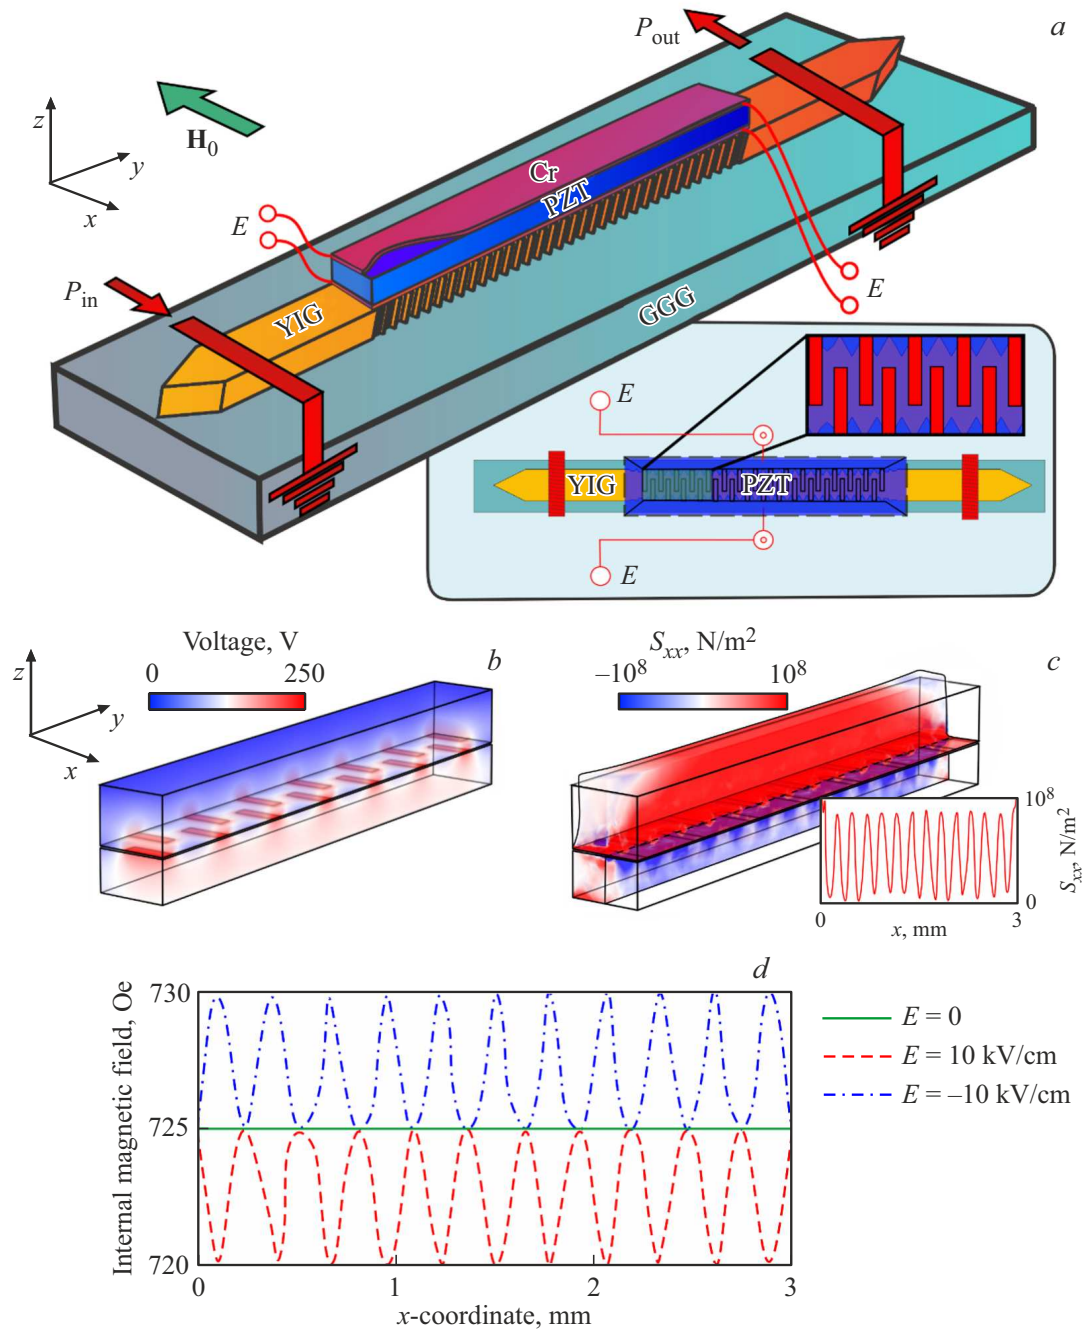 a
P_out
H_0
z
y
x
Cr
PZT
E
P_in
YIG
GGG
E
E
YIG
PZT
E
Voltage, V
0
250
b
z
y
x
S_xx, N/m^2
–10^8
10^8
c
10^8
S_xx, N/m^2
0
0
3
x, mm
d
730
725
720
Internal magnetic field, Oe
0
1
2
3
x-coordinate, mm
E = 0
E = 10 kV/cm
E = –10 kV/cm